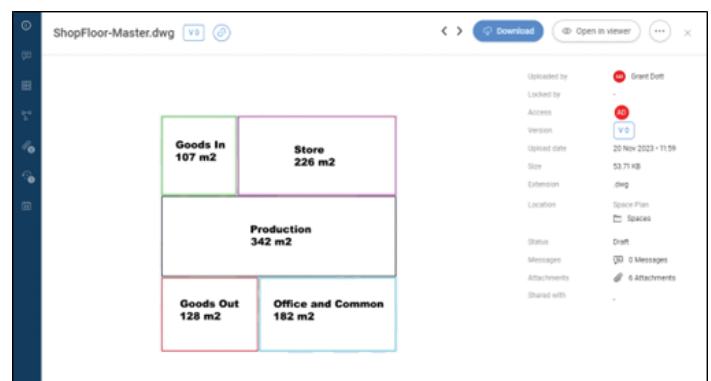 ShopFloor-Master.dwg V 0
Download
Open in viewer
Goods In
107 m2
Store
226 m2
Production
342 m2
Goods Out
128 m2
Office and Common
182 m2
Uploaded by Grant Dott
Locked by -
Access AD
Version V 0
Upload date 20 Nov 2023 - 11:59
Size 53.71 KB
Extension .dwg
Location Space Plan
Spaces
Status Draft
Messages 0 Messages
Attachments 6 Attachments
Shared with -